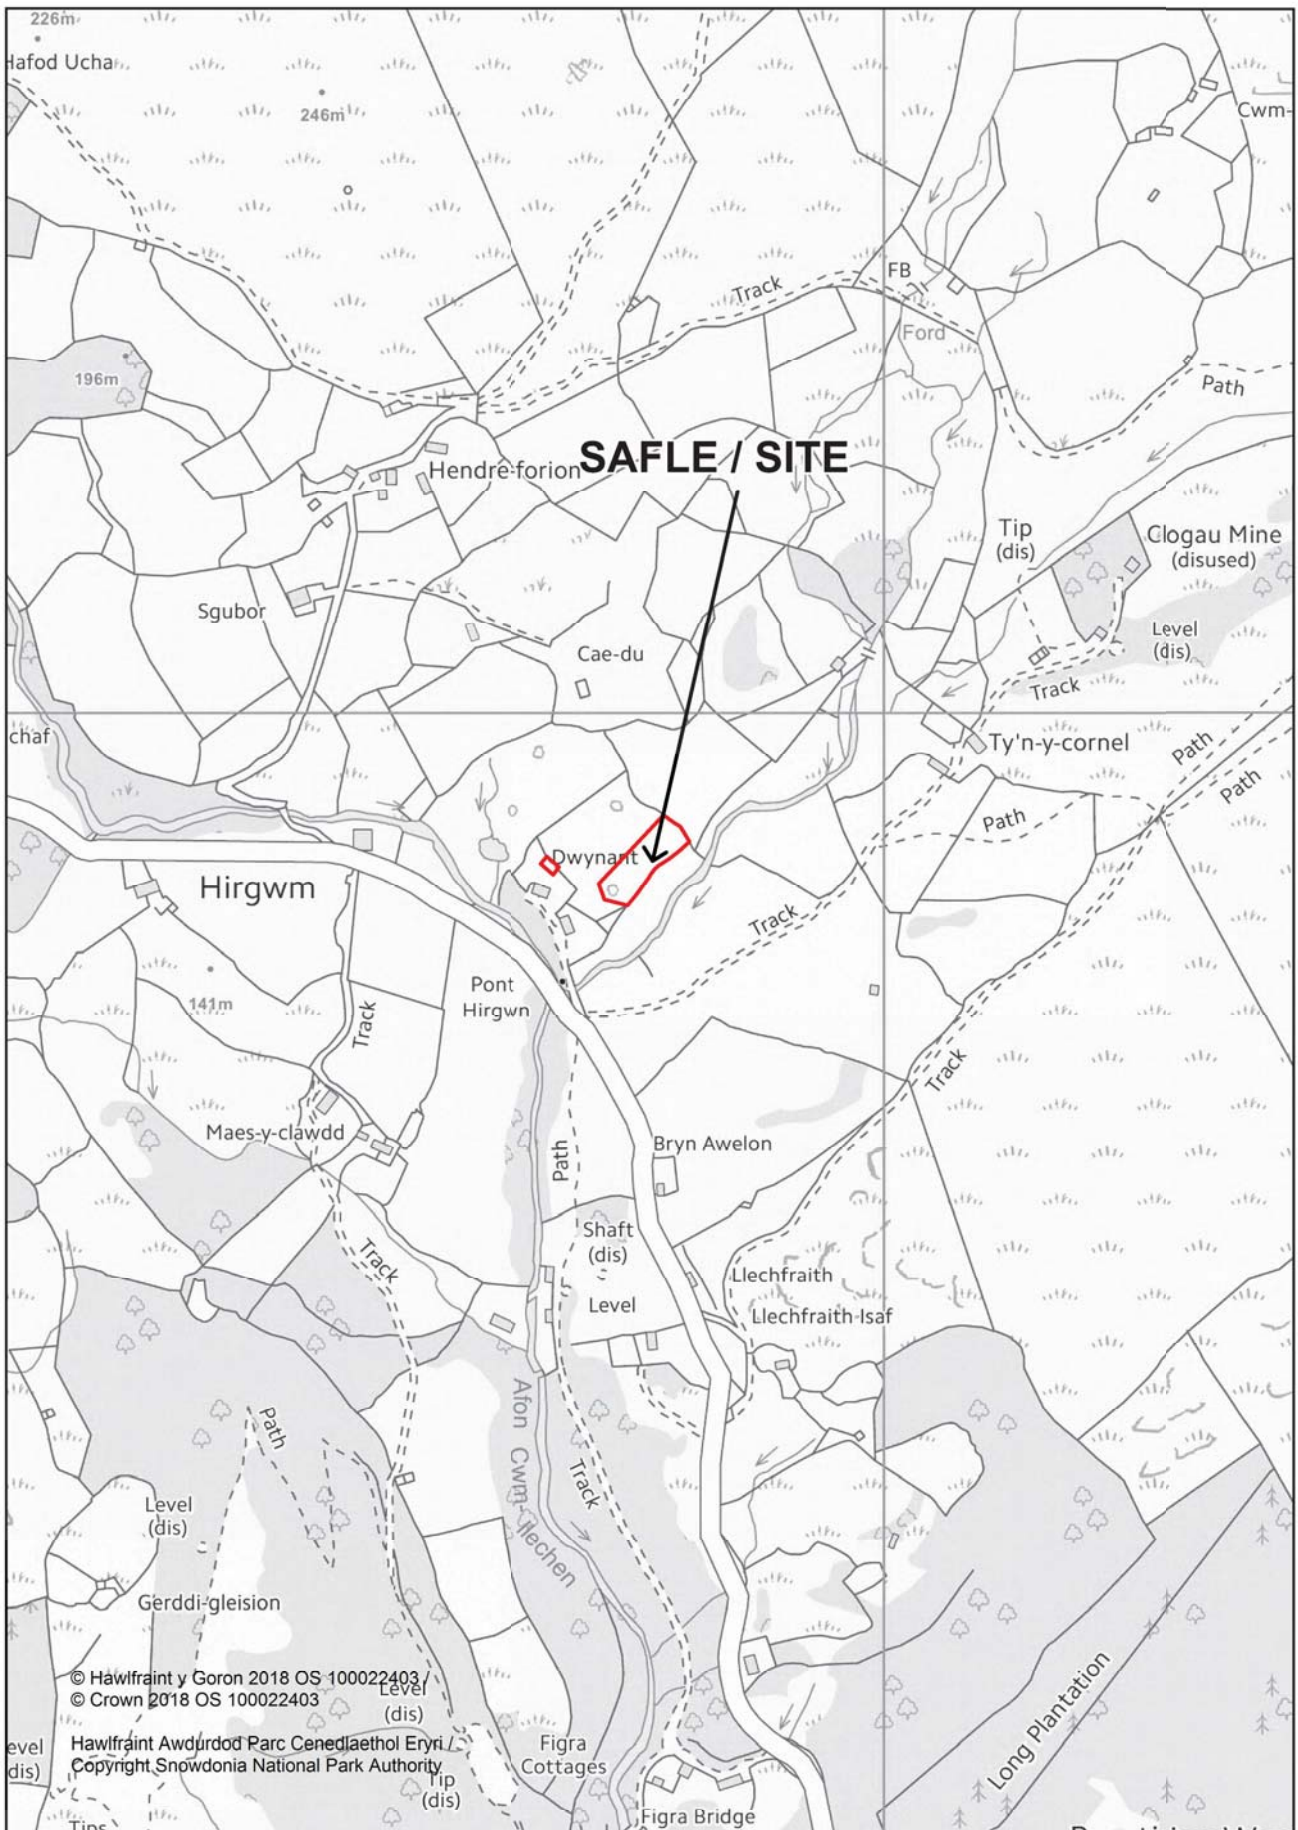 226m
Hafod Ucha
246m
Cwm-
FB
Track
Ford
196m
Path
SAFLE / SITE
Hendre-forion
Tip
(dis)
Clogau Mine
(disused)
Sgubor
Level
(dis)
Cae-du
Track
chaf
Ty'n-y-cornel
Path
Path
Path
Dwynant
Hirgwm
Track
Pont
Hirgwn
141m
Track
Track
Maes-y-clawdd
Bryn Awelon
Path
Shaft
(dis)
Track
Llechfraith
Level
Llechfraith-Isaf
Afon Cwm-llechen
Path
Track
Level
(dis)
Gerddi-gleision
© Hawlfraint y Goron 2018 OS 100022403 /
© Crown 2018 OS 100022403
Level
(dis)
Long Plantation
Hawlfraint Awdurdod Parc Cenedlaethol Eryri /
Copyright Snowdonia National Park Authority
evel
dis)
Figra
Cottages
Tip
(dis)
Figra Bridge
Tips